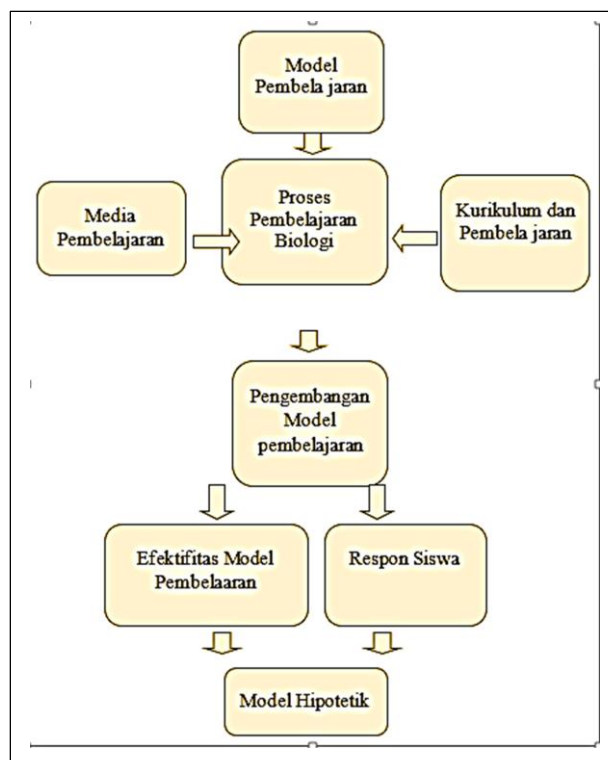 Model
Pembela jaran
Media
Pembelajaran
Proses
Pembelajaran
Biologi
Kurikulum dan
Pembela jaran
Pengembangan
Model
pembelajaran
Efektifitas Model
Pembelaaran
Respon Siswa
Model Hipotetik